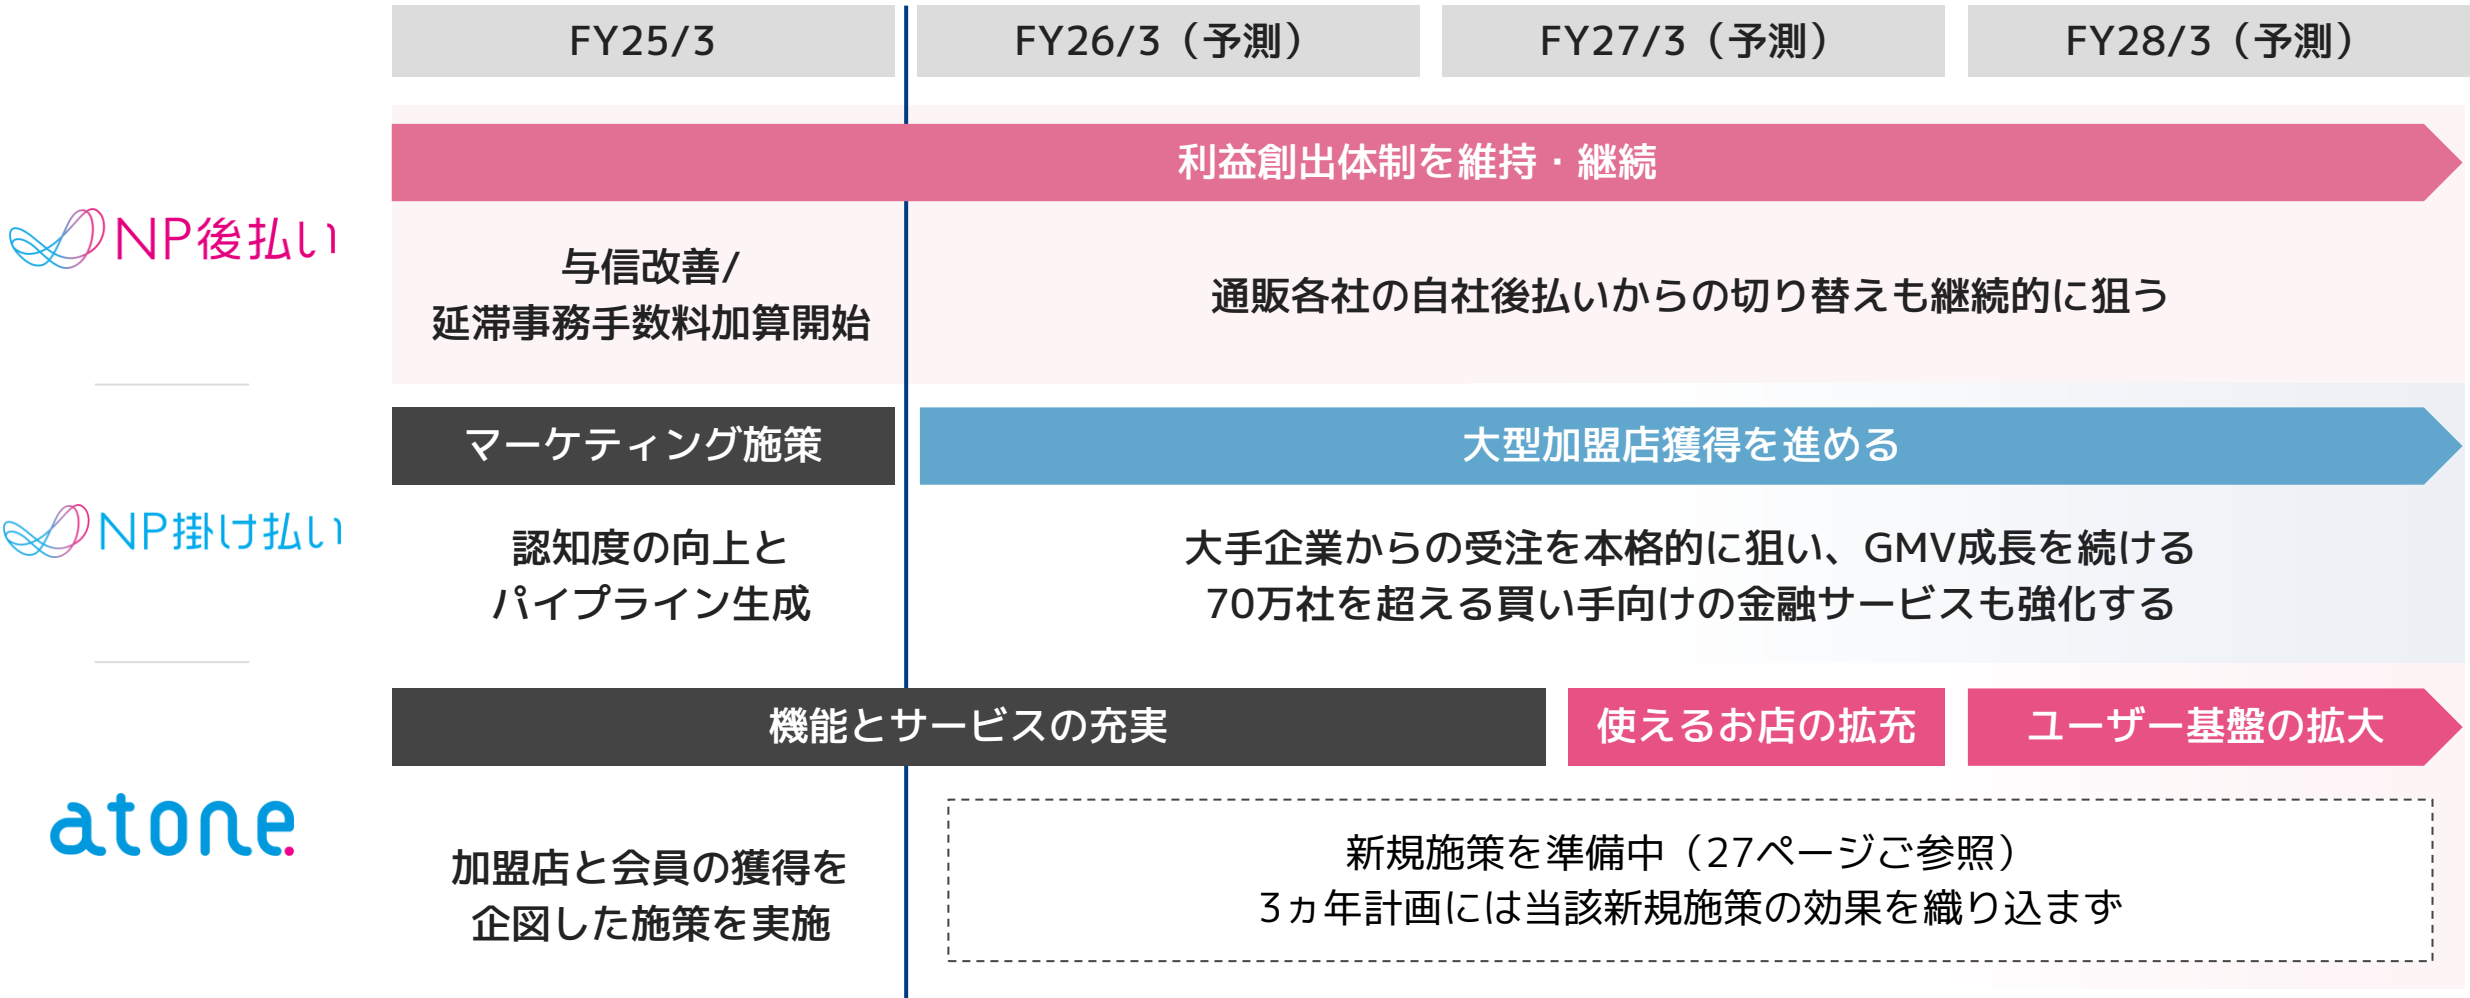 FY25/3
FY26/3（予測）
FY27/3（予測）
FY28/3（予測）
利益創出体制を維持・継続
NP後払い
与信改善/
延滞事務手数料加算開始
通販各社の自社後払いからの切り替えも継続的に狙う
マーケティング施策
大型加盟店獲得を進める
NP掛け払い
認知度の向上と
パイプライン生成
大手企業からの受注を本格的に狙い、GMV成長を続ける
70万社を超える買い手向けの金融サービスも強化する
機能とサービスの充実
使えるお店の拡充
ユーザー基盤の拡大
atone
加盟店と会員の獲得を
企図した施策を実施
新規施策を準備中（27ページご参照）
3ヵ年計画には当該新規施策の効果を織り込まず